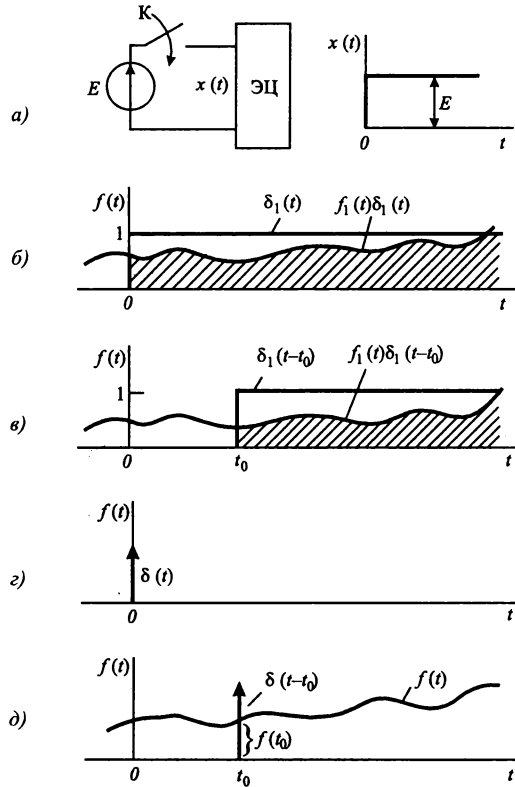 К
E
x (t)
ЭЦ
x (t)
E
0
t
а)
f(t)
δ₁(t)
f₁(t)δ₁(t)
1
0
t
б)
f(t)
δ₁(t–t₀)
f₁(t)δ₁(t–t₀)
1
0
t₀
t
в)
f(t)
δ(t)
0
t
г)
f(t)
δ(t–t₀)
f(t)
f(t₀)
0
t₀
t
д)